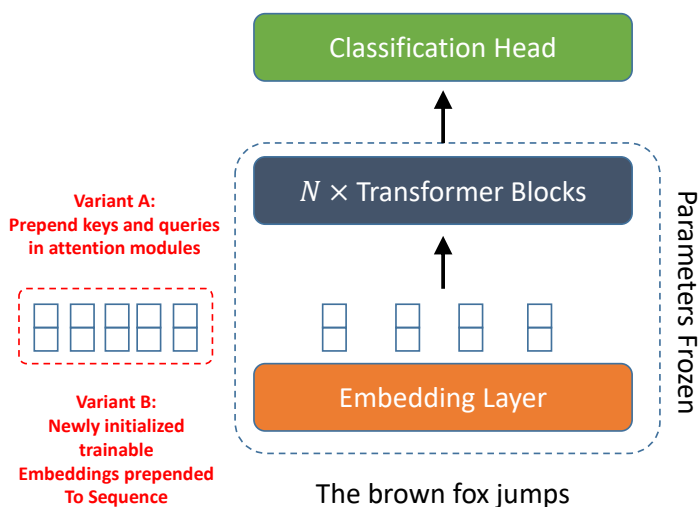 Classification Head
N × Transformer Blocks
Variant A:
Prepend keys and queries
in attention modules
Parameters Frozen
Variant B:
Newly initialized
trainable
Embeddings prepended
To Sequence
Embedding Layer
The brown fox jumps